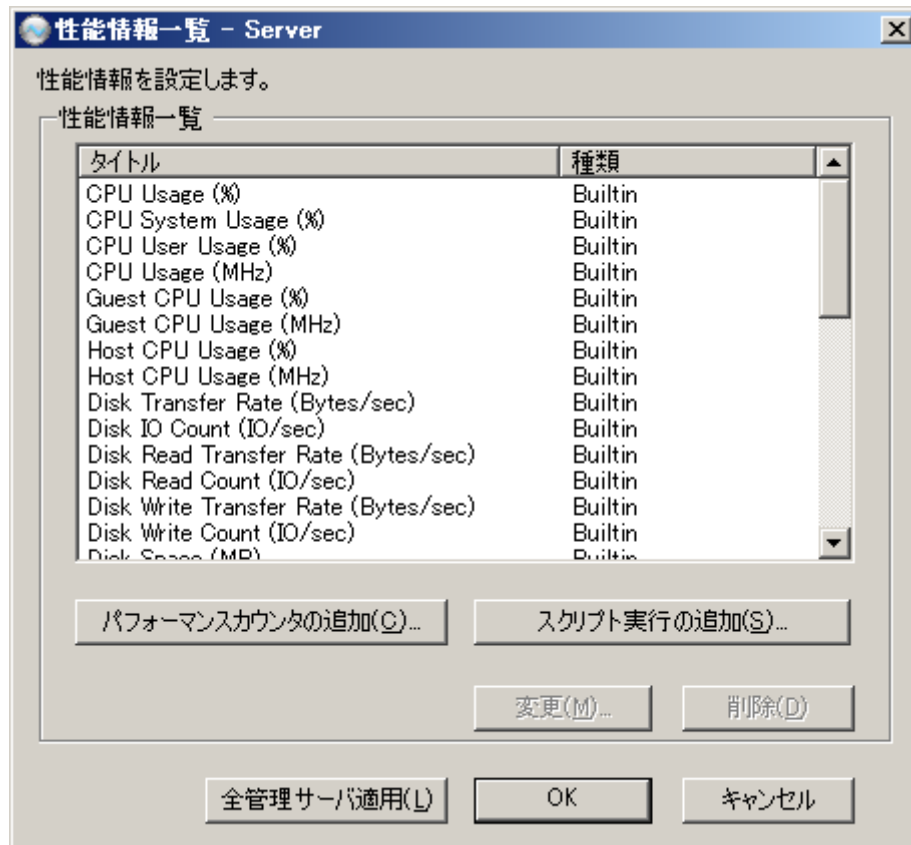 性能情報一覧 - Server
性能情報を設定します。
性能情報一覧
タイトル 種類
CPU Usage (%) Builtin
CPU System Usage (%) Builtin
CPU User Usage (%) Builtin
CPU Usage (MHz) Builtin
Guest CPU Usage (%) Builtin
Guest CPU Usage (MHz) Builtin
Host CPU Usage (%) Builtin
Host CPU Usage (MHz) Builtin
Disk Transfer Rate (Bytes/sec) Builtin
Disk IO Count (IO/sec) Builtin
Disk Read Transfer Rate (Bytes/sec) Builtin
Disk Read Count (IO/sec) Builtin
Disk Write Transfer Rate (Bytes/sec) Builtin
Disk Write Count (IO/sec) Builtin
Disk Space (MB) Builtin
パフォーマンスカウンタの追加(C)... スクリプト実行の追加(S)...
変更(M)... 削除(D)
全管理サーバ適用(L) OK キャンセル